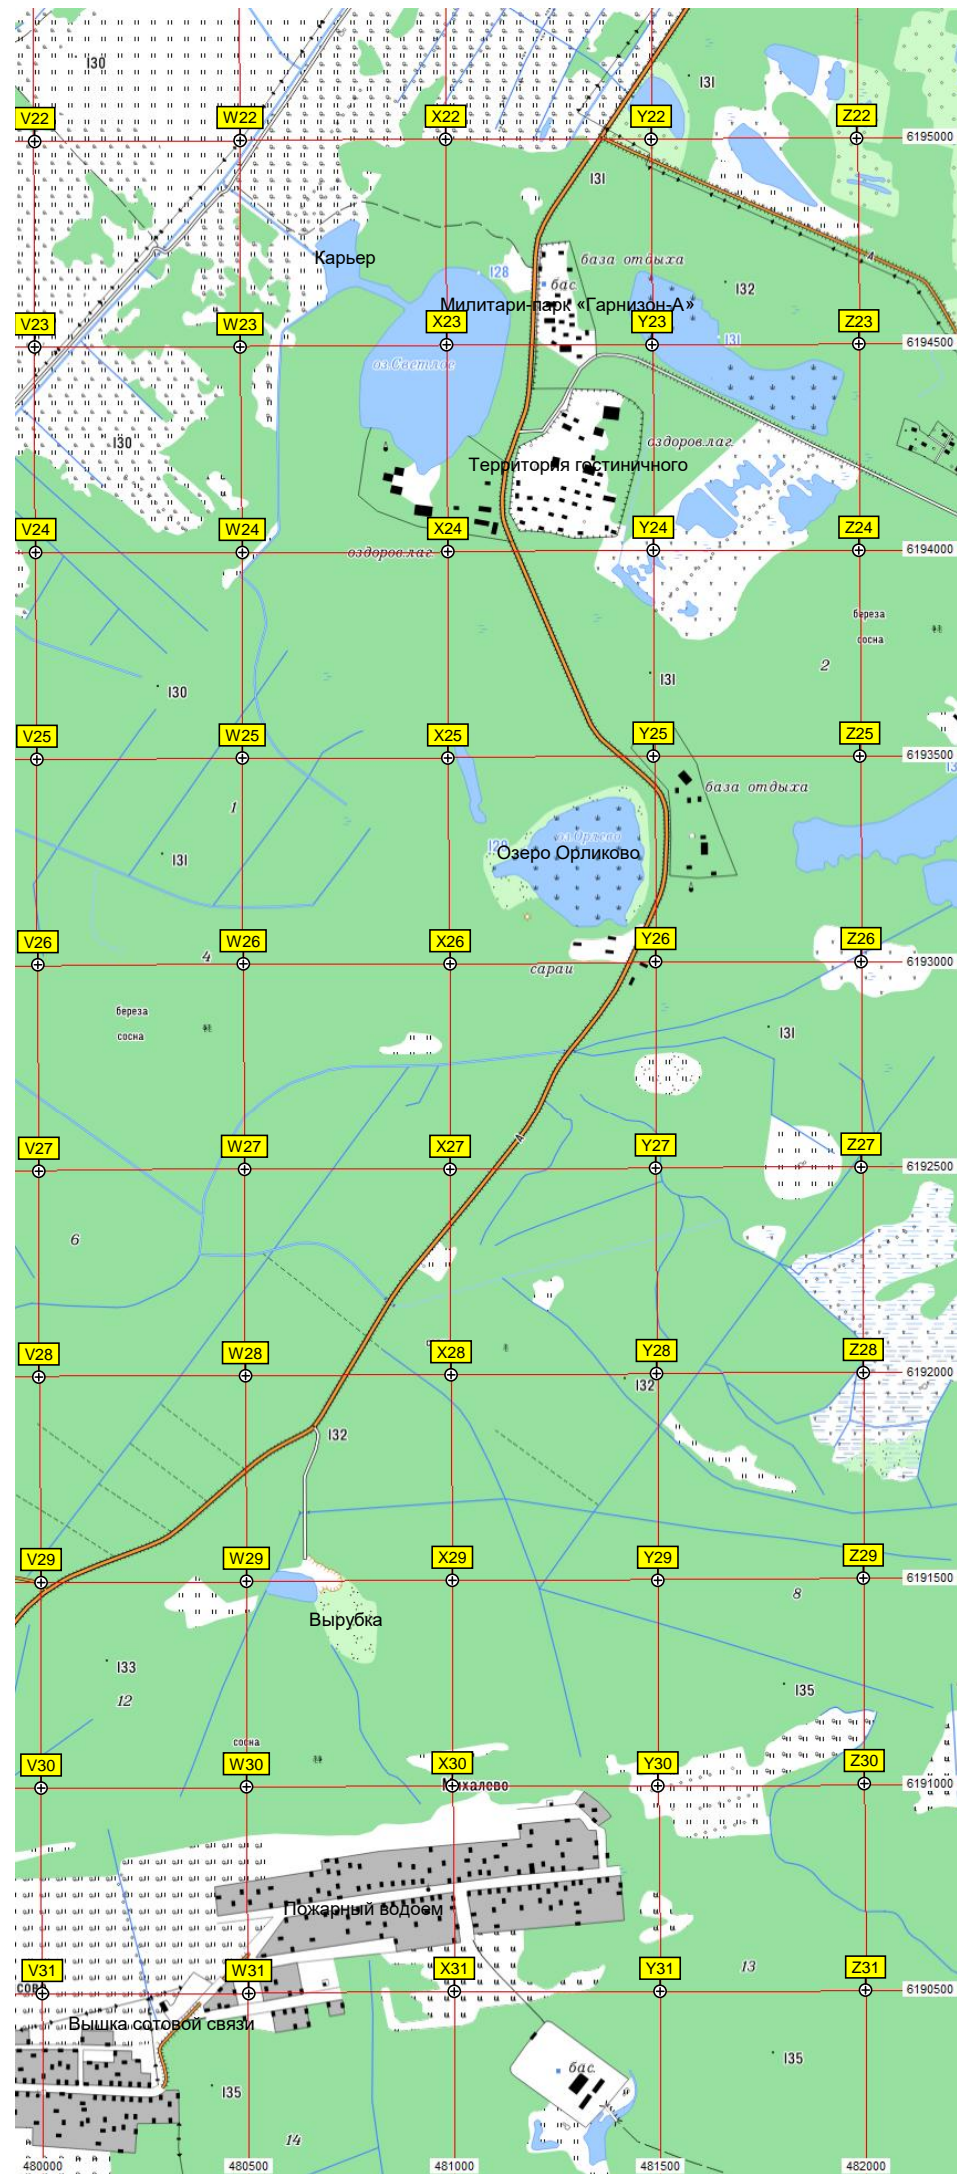 130
131
V22
W22
X22
Y22
Z22
6195000
131
Карьер
128
база отдыха
бас.
132
Милитари-парк «Гарнизон-А»
V23
W23
X23
Y23
Z23
6194500
131
оз.Светлое
130
оздоров.лаг.
Территория гостиничного
V24
W24
X24
Y24
Z24
6194000
оздоров.лаг.
береза
сосна
2
131
130
V25
W25
X25
Y25
Z25
6193500
база отдыха
1
131
Озеро Орликово
V26
W26
X26
Y26
Z26
6193000
4
сараи
береза
сосна
131
V27
W27
X27
Y27
Z27
6192500
6
V28
W28
X28
Y28
Z28
6192000
132
132
V29
W29
X29
Y29
Z29
6191500
8
Вырубка
133
135
12
сосна
V30
W30
X30
Y30
Z30
6191000
Михалево
Пожарный водоем
13
V31
W31
X31
Y31
Z31
6190500
Вышка сотовой связи
135
бас.
135
14
480000
480500
481000
481500
482000